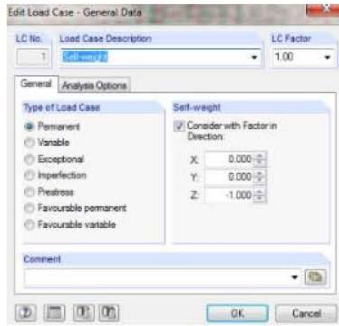 Edit Load Case - General Data
LC No.
Load Case Description
LC Factor
1
Self-weight
1.00
General
Analysis Options
Type of Load Case
Permanent
Variable
Exceptional
Imperfection
Prestress
Favourable permanent
Favourable variable
Self-weight
Consider with Factor in
Direction:
X: 0.000
Y: 0.000
Z: -1.000
Comment
OK
Cancel